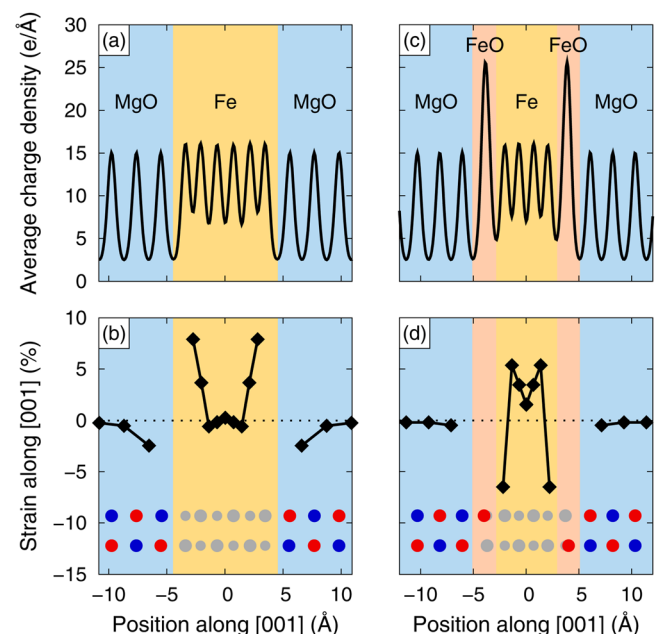 Average charge density (e/Å)
30
25
20
15
10
5
0
(a)
MgO
Fe
MgO
(c)
FeO
FeO
MgO
Fe
MgO
Strain along [001] (%)
10
5
0
−5
−10
−15
(b)
(d)
−10 −5 0 5 10
−10 −5 0 5 10
Position along [001] (Å)
Position along [001] (Å)